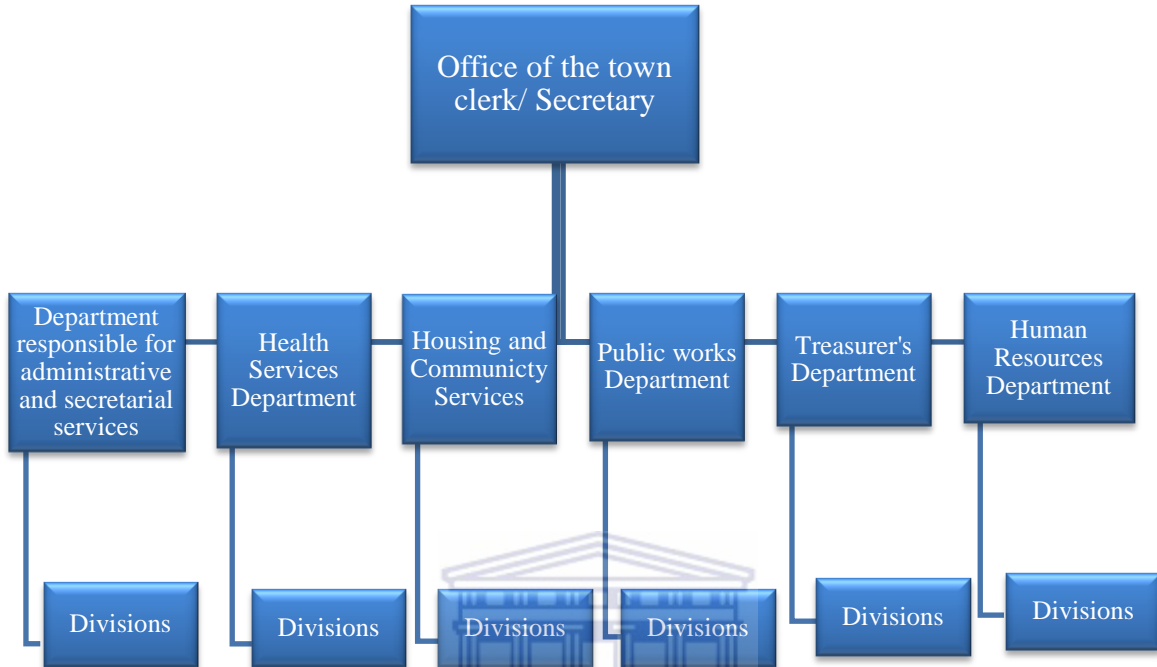 Office of the town
clerk/ Secretary
Department
responsible for
administrative
and secretarial
services
Health
Services
Department
Housing and
Communicty
Services
Public works
Department
Treasurer's
Department
Human
Resources
Department
Divisions
Divisions
Divisions
Divisions
Divisions
Divisions